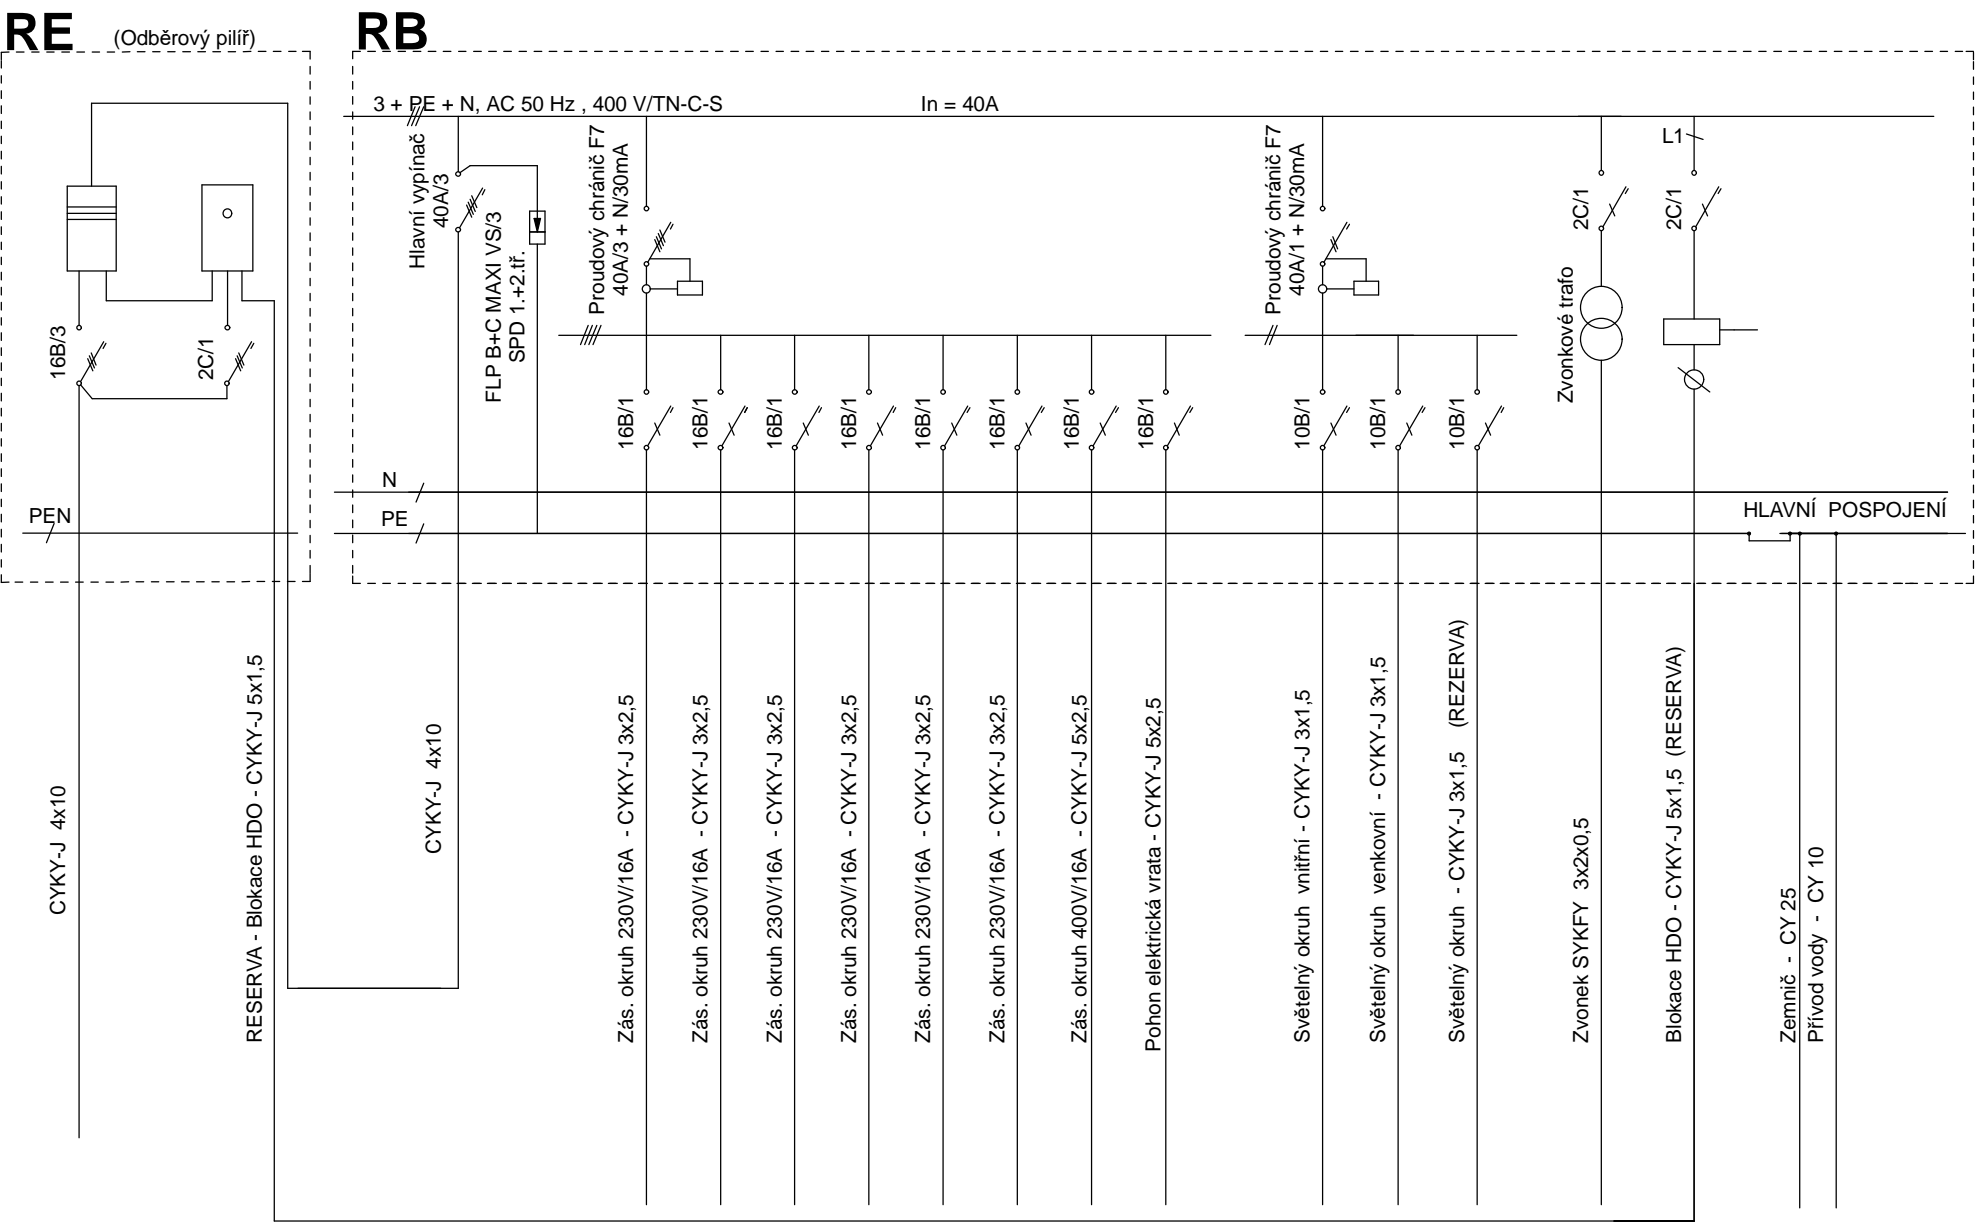 RE
(Odběrový pilíř)
RB
3 + PE + N, AC 50 Hz , 400 V/TN-C-S
In = 40A
Hlavní vypínač
40A/3
FLP B+C MAXI VS/3
SPD 1.+2.tř.
Proudový chránič F7
40A/3 + N/30mA
Proudový chránič F7
40A/1 + N/30mA
L1
2C/1
2C/1
Zvonkové trafo
16B/3
2C/1
16B/1
16B/1
16B/1
16B/1
16B/1
16B/1
16B/1
16B/1
10B/1
10B/1
10B/1
N
PE
PEN
HLAVNÍ POSPOJENÍ
CYKY-J 4x10
RESERVA - Blokace HDO - CYKY-J 5x1,5
CYKY-J 4x10
Zás. okruh 230V/16A - CYKY-J 3x2,5
Zás. okruh 230V/16A - CYKY-J 3x2,5
Zás. okruh 230V/16A - CYKY-J 3x2,5
Zás. okruh 230V/16A - CYKY-J 3x2,5
Zás. okruh 230V/16A - CYKY-J 3x2,5
Zás. okruh 230V/16A - CYKY-J 3x2,5
Zás. okruh 400V/16A - CYKY-J 5x2,5
Pohon elektrická vrata - CYKY-J 5x2,5
Světelný okruh vnitřní - CYKY-J 3x1,5
Světelný okruh venkovní - CYKY-J 3x1,5
Světelný okruh - CYKY-J 3x1,5 (REZERVA)
Zvonek SYKFY 3x2x0,5
Blokace HDO - CYKY-J 5x1,5 (RESERVA)
Zemnič - CY 25
Přívod vody - CY 10